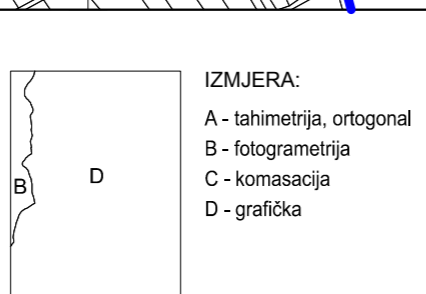 IZMJERA:
A - tahimetrija, ortogonal
B - fotogrametrija
C - komasacija
D - grafička
B
D